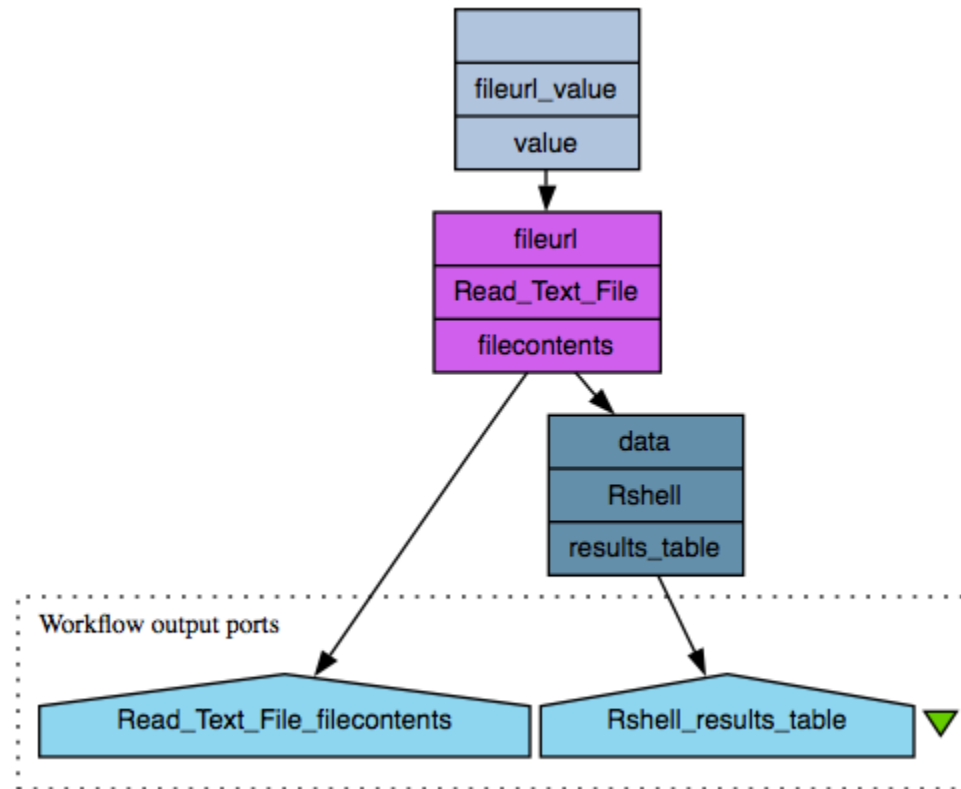 fileurl_value
value
fileurl
Read_Text_File
filecontents
data
Rshell
results_table
Workflow output ports
Read_Text_File_filecontents
Rshell_results_table